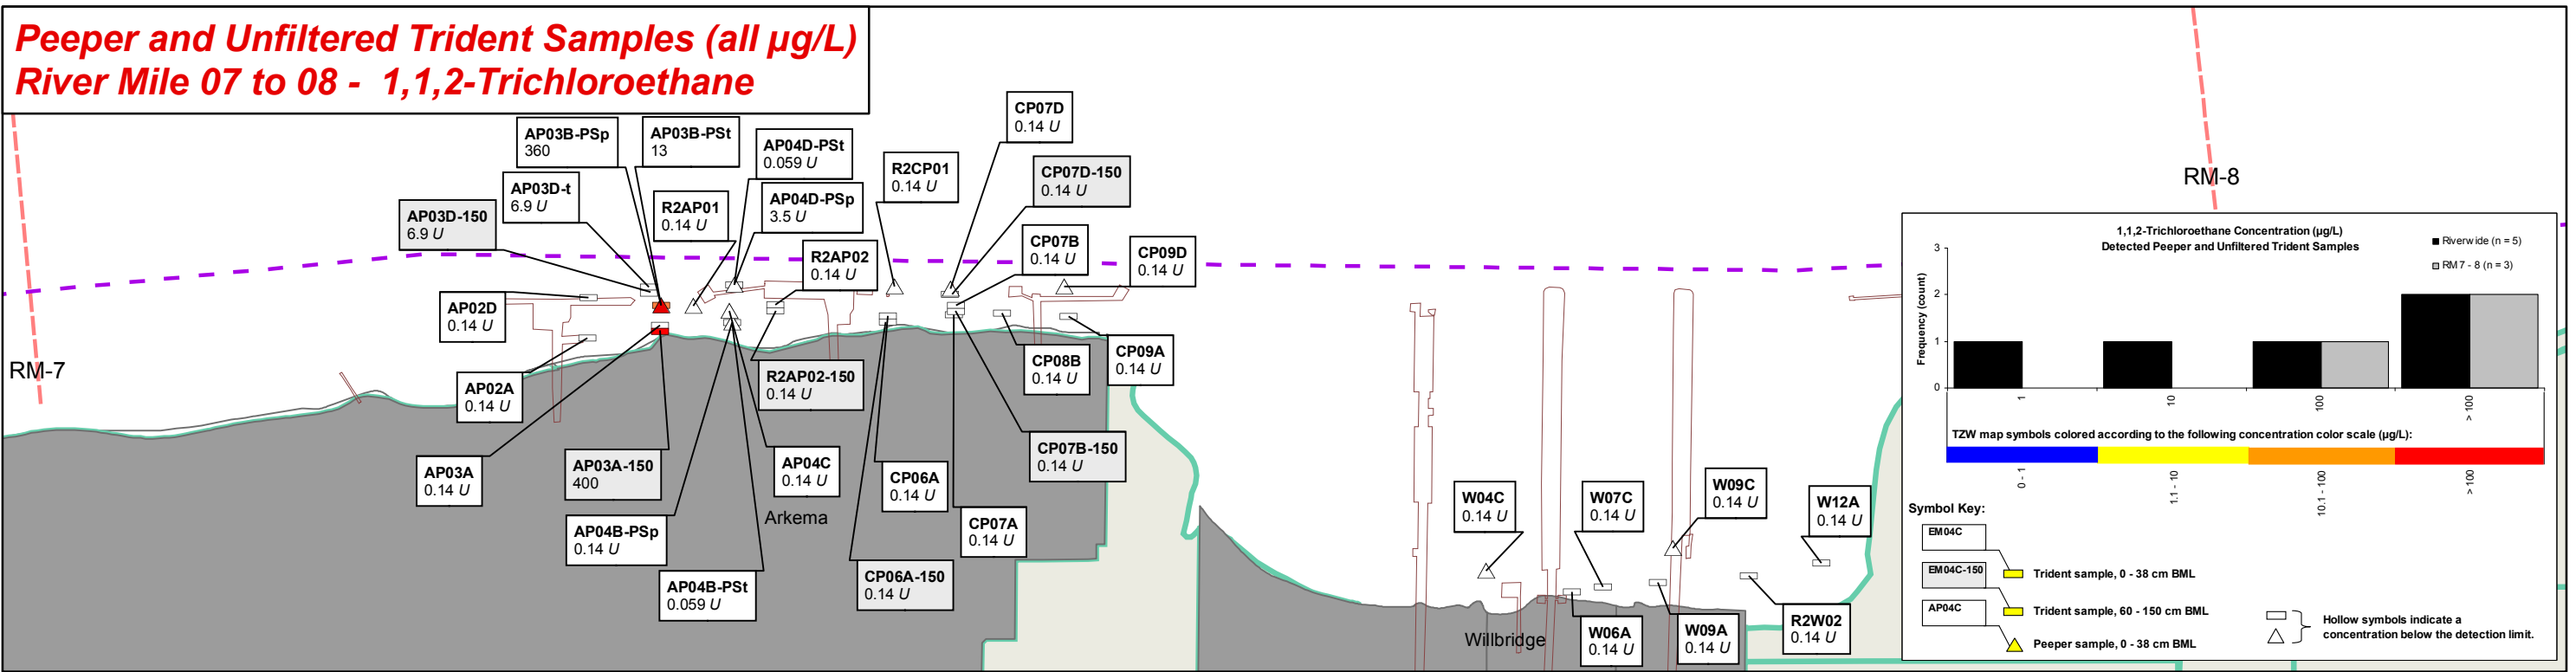 Peeper and Unfiltered Trident Samples (all µg/L)
River Mile 07 to 08 - 1,1,2-Trichloroethane
RM-7
RM-8
AP03B-PSp
360
AP03B-PSt
13
AP04D-PSt
0.059 U
R2CP01
0.14 U
CP07D
0.14 U
CP07D-150
0.14 U
AP03D-t
6.9 U
AP03D-150
6.9 U
R2AP01
0.14 U
AP04D-PSp
3.5 U
R2AP02
0.14 U
CP07B
0.14 U
CP09D
0.14 U
AP02D
0.14 U
AP02A
0.14 U
R2AP02-150
0.14 U
CP08B
0.14 U
CP09A
0.14 U
AP03A
0.14 U
AP03A-150
400
AP04C
0.14 U
CP06A
0.14 U
CP07B-150
0.14 U
AP04B-PSp
0.14 U
Arkema
CP07A
0.14 U
AP04B-PSt
0.059 U
CP06A-150
0.14 U
W04C
0.14 U
W07C
0.14 U
W09C
0.14 U
W12A
0.14 U
Willbridge
W06A
0.14 U
W09A
0.14 U
R2W02
0.14 U
1,1,2-Trichloroethane Concentration (µg/L)
Detected Peeper and Unfiltered Trident Samples
Riverwide (n = 5)
RM 7 - 8 (n = 3)
Frequency (count)
3
2
1
0
1
10
100
> 100
TZW map symbols colored according to the following concentration color scale (µg/L):
0 - 1
1.1 - 10
10.1 - 100
> 100
Symbol Key:
EM04C
Trident sample, 0 - 38 cm BML
EM04C-150
Trident sample, 60 - 150 cm BML
AP04C
Peeper sample, 0 - 38 cm BML
Hollow symbols indicate a
concentration below the detection limit.